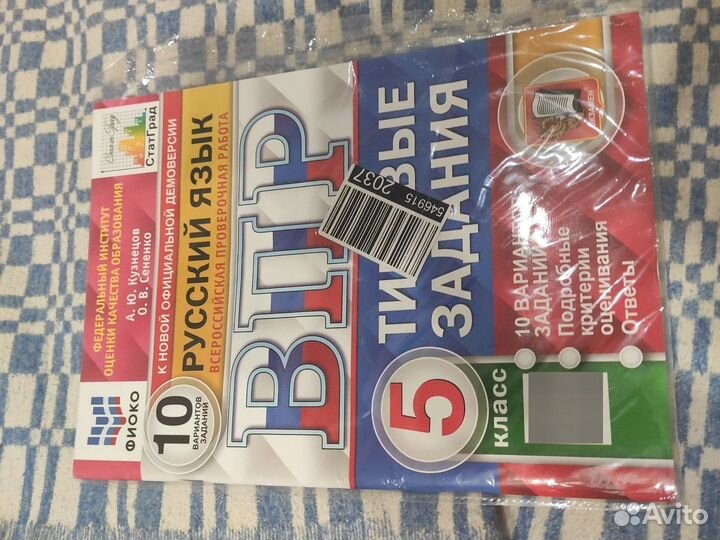 ФИОКО
ФЕДЕРАЛЬНЫЙ ИНСТИТУТ
ОЦЕНКИ КАЧЕСТВА ОБРАЗОВАНИЯ
А. Ю. Кузнецов
О. В. Сененко
СтатГрад
10
ВАРИАНТОВ
ЗАДАНИЙ
К НОВОЙ ОФИЦИАЛЬНОЙ ДЕМОВЕРСИИ
РУССКИЙ ЯЗЫК
ВСЕРОССИЙСКАЯ ПРОВЕРОЧНАЯ РАБОТА
ВПР
546915
2037
ЗАДАНИЯ
5
класс
10 ВАРИАНТОВ
ЗАДАНИЙ
Подробные
критерии
оценивания
Ответы
ЭКЗАМЕН
Avito